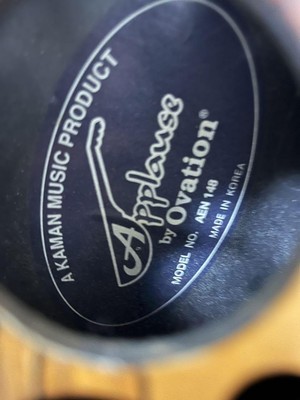 A KAMAN MUSIC PRODUCT
Applause
by Ovation®
MODEL NO. AEN 148
MADE IN KOREA